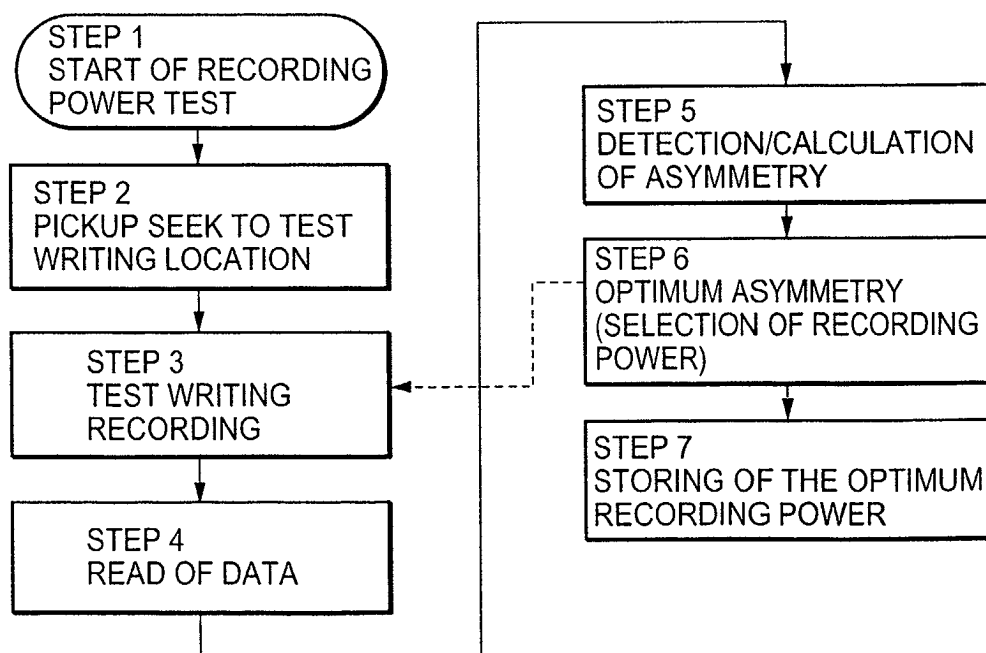 STEP 1
START OF RECORDING
POWER TEST
STEP 2
PICKUP SEEK TO TEST
WRITING LOCATION
STEP 3
TEST WRITING
RECORDING
STEP 4
READ OF DATA
STEP 5
DETECTION/CALCULATION
OF ASYMMETRY
STEP 6
OPTIMUM ASYMMETRY
(SELECTION OF RECORDING
POWER)
STEP 7
STORING OF THE OPTIMUM
RECORDING POWER